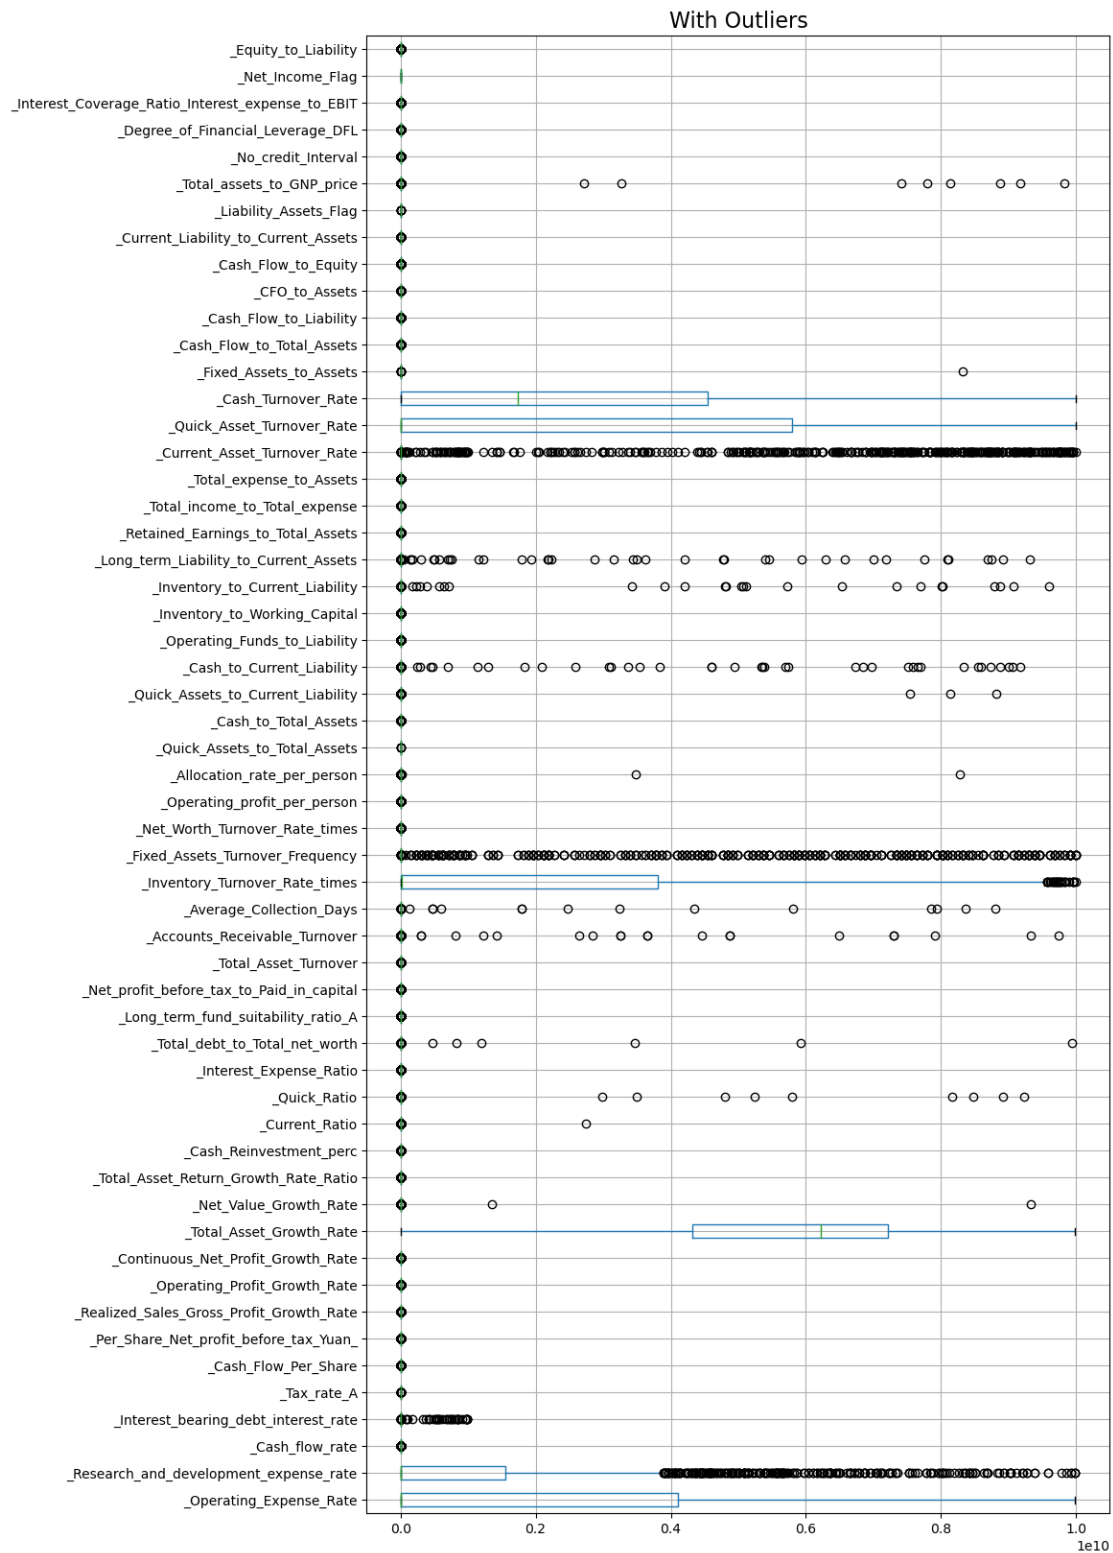 With Outliers
_Equity_to_Liability
_Net_Income_Flag
_Interest_Coverage_Ratio_Interest_expense_to_EBIT
_Degree_of_Financial_Leverage_DFL
_No_credit_Interval
_Total_assets_to_GNP_price
_Liability_Assets_Flag
_Current_Liability_to_Current_Assets
_Cash_Flow_to_Equity
_CFO_to_Assets
_Cash_Flow_to_Liability
_Cash_Flow_to_Total_Assets
_Fixed_Assets_to_Assets
_Cash_Turnover_Rate
_Quick_Asset_Turnover_Rate
_Current_Asset_Turnover_Rate
_Total_expense_to_Assets
_Total_income_to_Total_expense
_Retained_Earnings_to_Total_Assets
_Long_term_Liability_to_Current_Assets
_Inventory_to_Current_Liability
_Inventory_to_Working_Capital
_Operating_Funds_to_Liability
_Cash_to_Current_Liability
_Quick_Assets_to_Current_Liability
_Cash_to_Total_Assets
_Quick_Assets_to_Total_Assets
_Allocation_rate_per_person
_Operating_profit_per_person
_Net_Worth_Turnover_Rate_times
_Fixed_Assets_Turnover_Frequency
_Inventory_Turnover_Rate_times
_Average_Collection_Days
_Accounts_Receivable_Turnover
_Total_Asset_Turnover
_Net_profit_before_tax_to_Paid_in_capital
_Long_term_fund_suitability_ratio_A
_Total_debt_to_Total_net_worth
_Interest_Expense_Ratio
_Quick_Ratio
_Current_Ratio
_Cash_Reinvestment_perc
_Total_Asset_Return_Growth_Rate_Ratio
_Net_Value_Growth_Rate
_Total_Asset_Growth_Rate
_Continuous_Net_Profit_Growth_Rate
_Operating_Profit_Growth_Rate
_Realized_Sales_Gross_Profit_Growth_Rate
_Per_Share_Net_profit_before_tax_Yuan_
_Cash_Flow_Per_Share
_Tax_rate_A
_Interest_bearing_debt_interest_rate
_Cash_flow_rate
_Research_and_development_expense_rate
_Operating_Expense_Rate
0.0 0.2 0.4 0.6 0.8 1.0
1e10